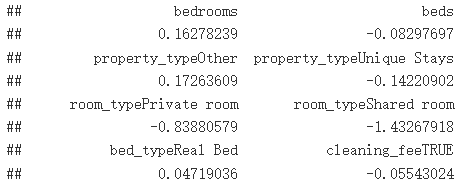 ## bedrooms beds
## 0.16278239 -0.08297697
## property_typeOther property_typeUnique Stays
## 0.17263609 -0.14220902
## room_typePrivate room room_typeShared room
## -0.83880579 -1.43267918
## bed_typeReal Bed cleaning_feeTRUE
## 0.04719036 -0.05543024